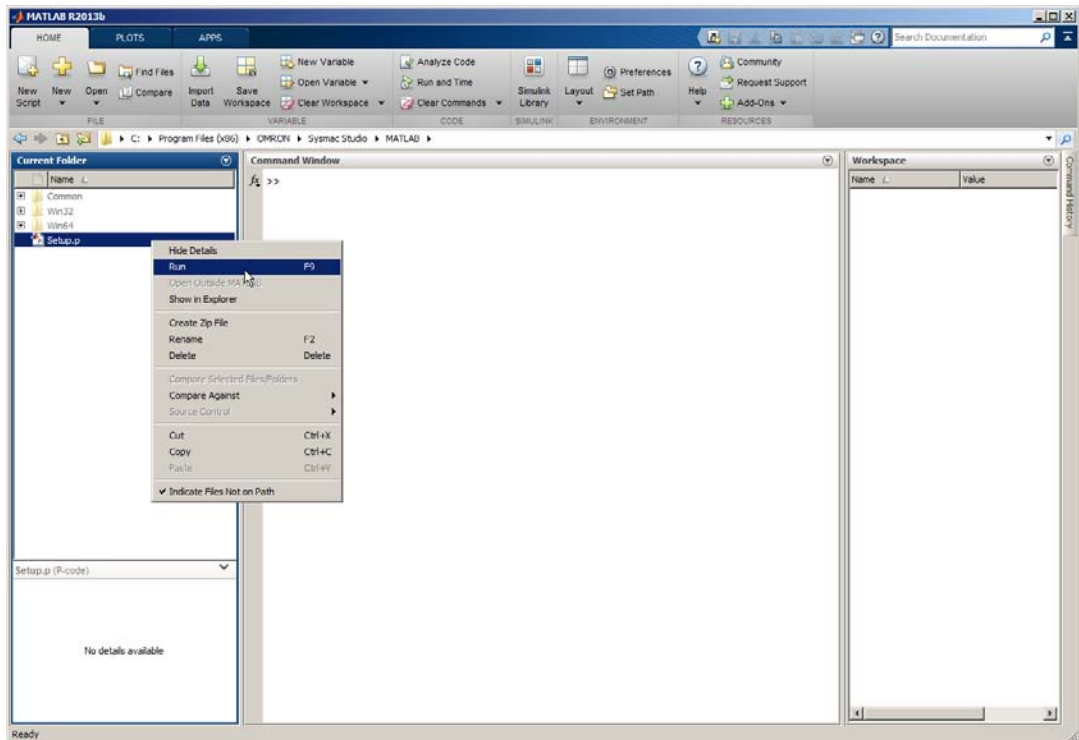 MATLAB R2013b
HOME PLOTS APPS Search Documentation
New Script New Open Find Files Compare Import Data Save Workspace New Variable Open Variable Clear Workspace Analyze Code Run and Time Clear Commands Simulink Library Layout Preferences Set Path Help Community Request Support Add-Ons
FILE VARIABLE CODE SIMULINK ENVIRONMENT RESOURCES
C: Program Files (x86) OMRON Sysmac Studio MATLAB
Current Folder Command Window Workspace
Name Name Value
fx >>
Common
Win32
Win64
Setup.p
Hide Details
Run F9
Open Outside MATLAB
Show in Explorer
Create Zip File
Rename F2
Delete Delete
Compare Selected Files/Folders
Compare Against
Source Control
Cut Ctrl+X
Copy Ctrl+C
Paste Ctrl+V
Indicate Files Not on Path
Command History
Setup.p (P-code)
No details available
Ready